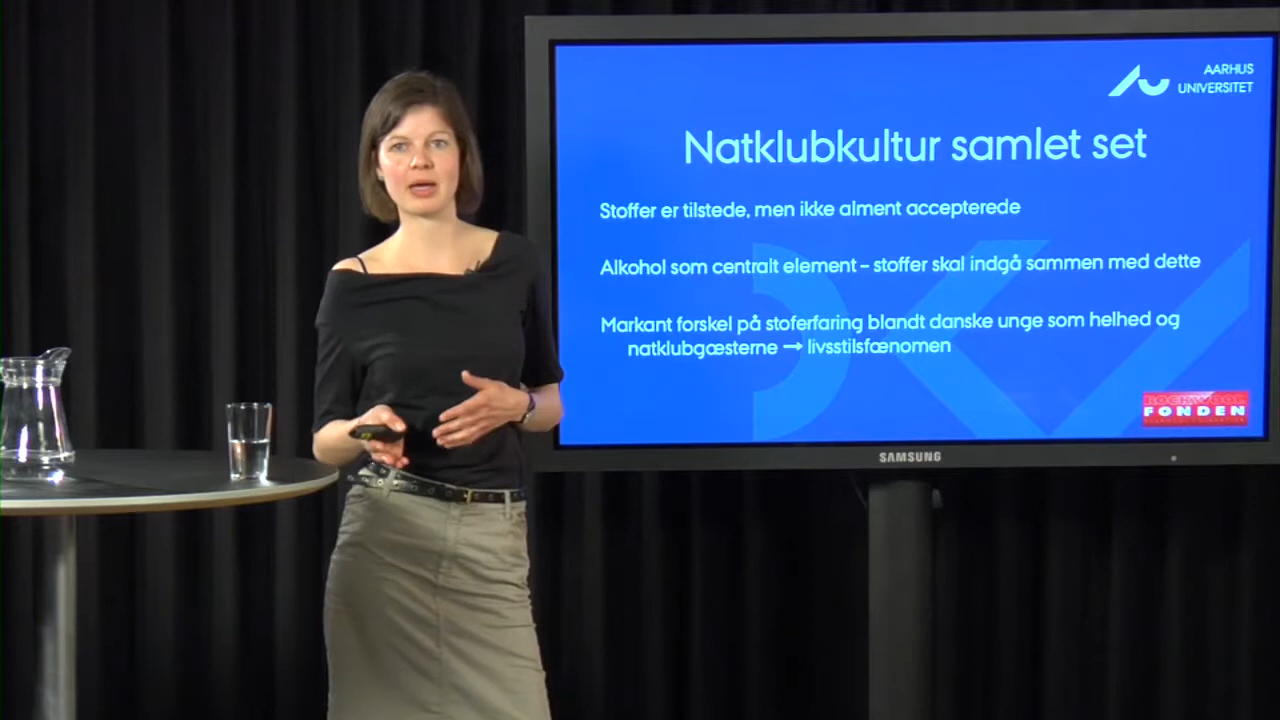 AARHUS
UNIVERSITET
Natklubkultur samlet set
Stoffer er tilstede, men ikke alment accepterede
Alkohol som centralt element – stoffer skal indgå sammen med dette
Markant forskel på stoferfaring blandt danske unge som helhed og
natklubgæsterne → livsstilsfænomen
ROCKWOOL
FONDEN
SAMSUNG